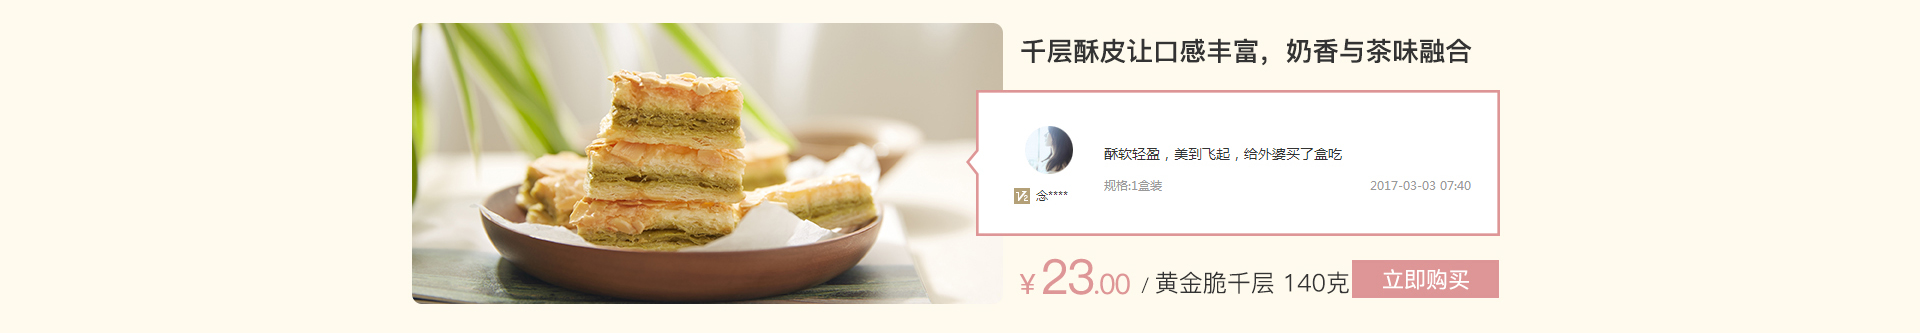 千层酥皮让口感丰富，奶香与茶味融合
酥软轻盈，美到飞起，给外婆买了盒吃
规格:1盒装
2017-03-03 07:40
V2 念****
¥23.00 / 黄金脆千层 140克
立即购买